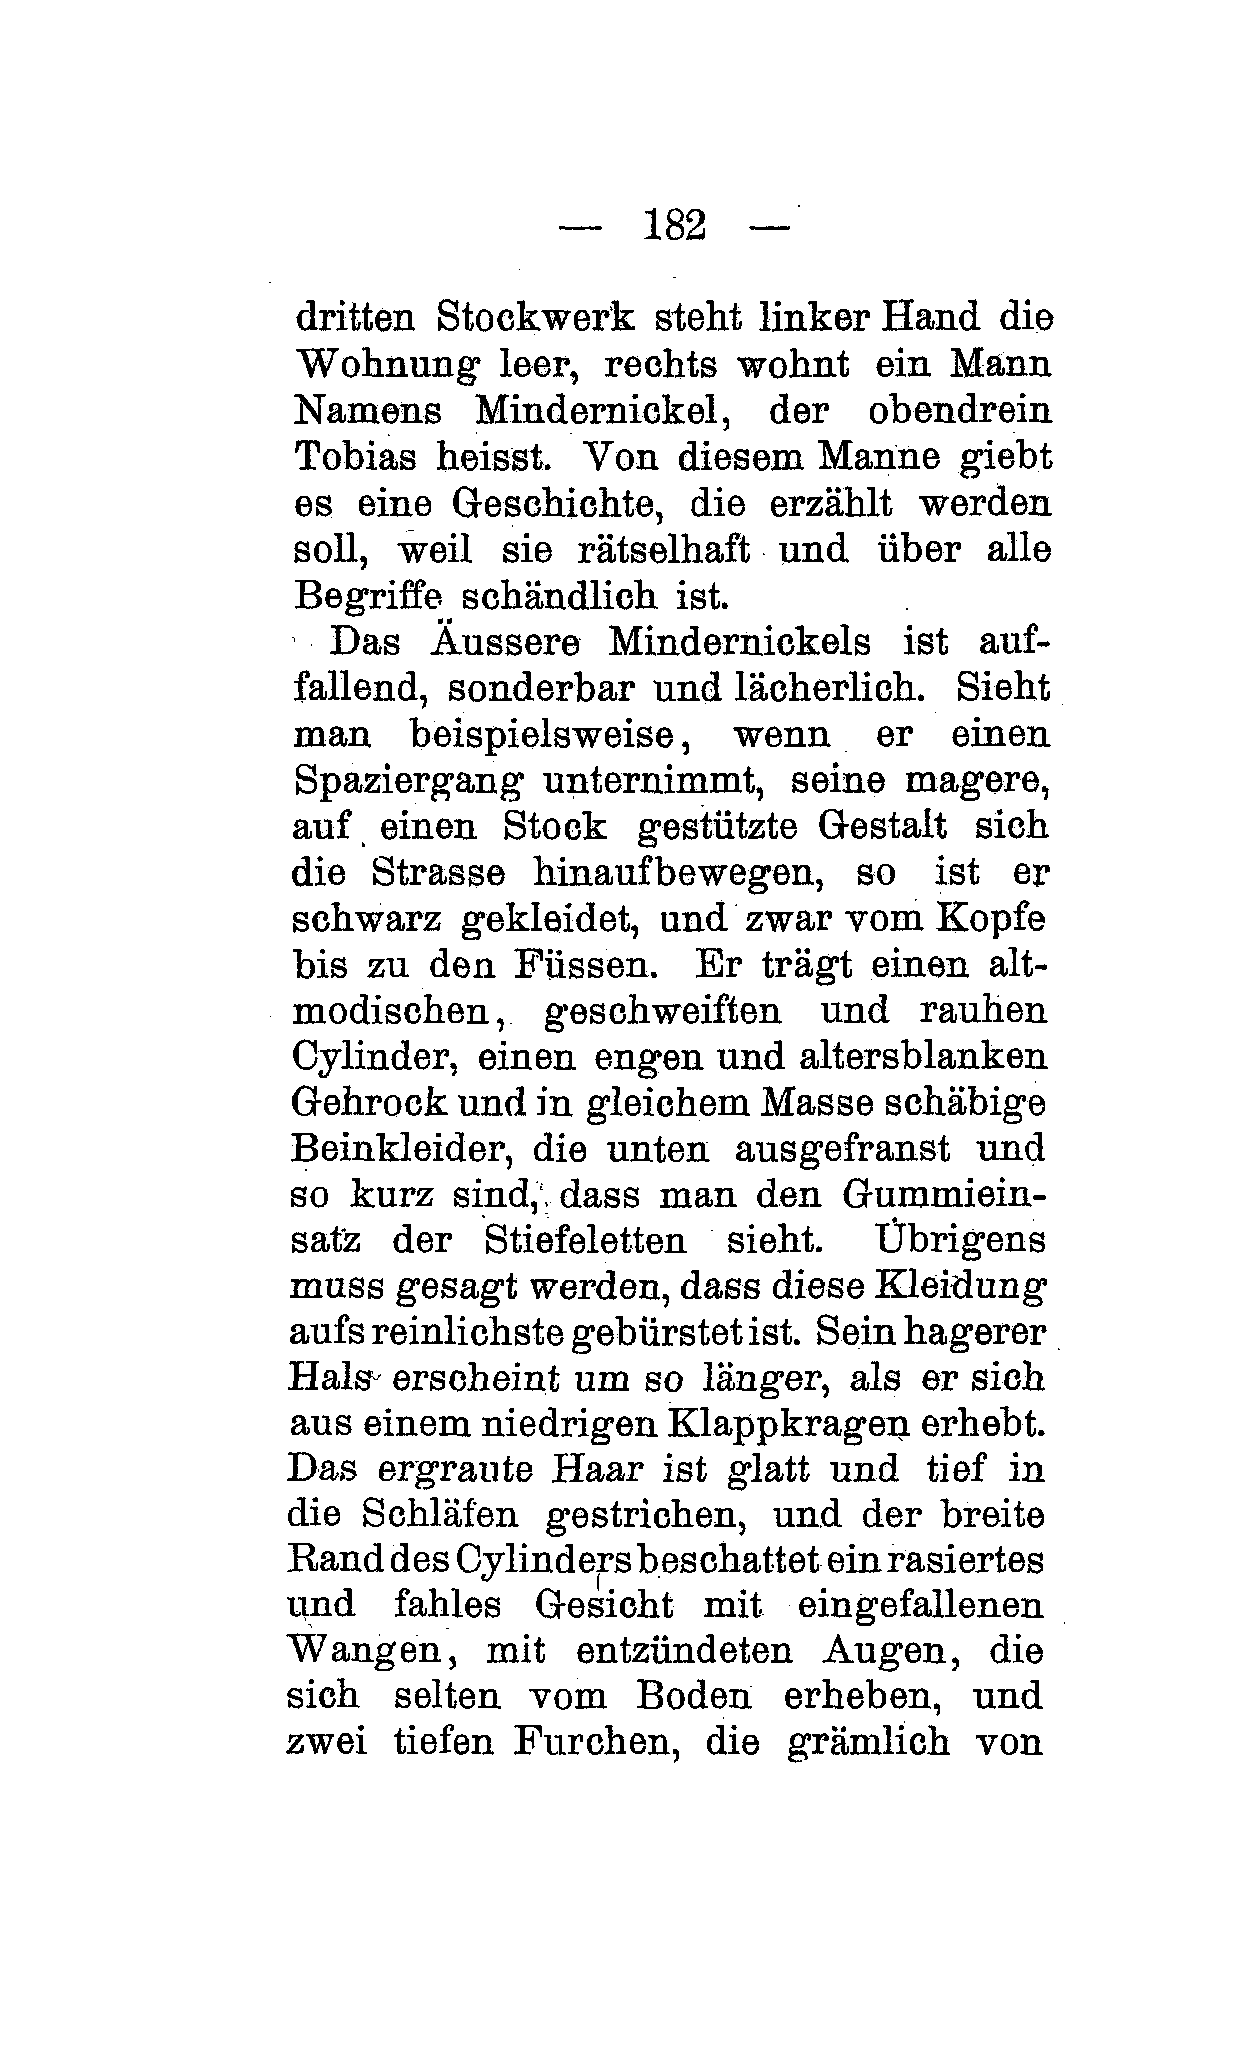 — 182 —
dritten Stockwerk steht linker Hand die
Wohnung leer, rechts wohnt ein Mann
Namens Mindernickel, der obendrein
Tobias heisst. Von diesem Manne giebt
es eine Geschichte, die erzählt werden
soll, weil sie rätselhaft und über alle
Begriffe schändlich ist.
Das Äussere Mindernickels ist auf-
fallend, sonderbar und lächerlich. Sieht
man beispielsweise, wenn er einen
Spaziergang unternimmt, seine magere,
auf einen Stock gestützte Gestalt sich
die Strasse hinaufbewegen, so ist er
schwarz gekleidet, und zwar vom Kopfe
bis zu den Füssen. Er trägt einen alt-
modischen, geschweiften und rauhen
Cylinder, einen engen und altersblanken
Gehrock und in gleichem Masse schäbige
Beinkleider, die unten ausgefranst und
so kurz sind, dass man den Gummiein-
satz der Stiefeletten sieht. Übrigens
muss gesagt werden, dass diese Kleidung
aufs reinlichste gebürstet ist. Sein hagerer
Hals erscheint um so länger, als er sich
aus einem niedrigen Klappkragen erhebt.
Das ergraute Haar ist glatt und tief in
die Schläfen gestrichen, und der breite
Rand des Cylinders beschattet ein rasiertes
und fahles Gesicht mit eingefallenen
Wangen, mit entzündeten Augen, die
sich selten vom Boden erheben, und
zwei tiefen Furchen, die grämlich von